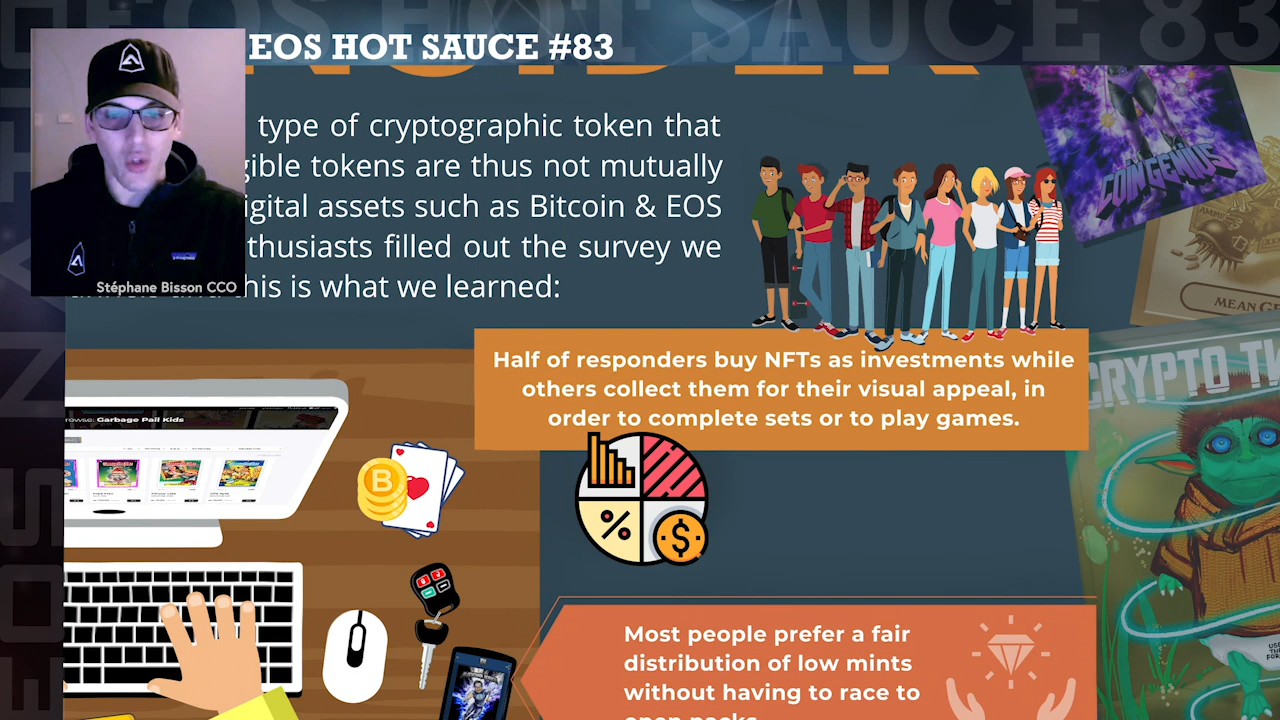 EOS HOT SAUCE #83
type of cryptographic token that
gible tokens are thus not mutually
igital assets such as Bitcoin & EOS
thusiasts filled out the survey we
this is what we learned:
Stéphane Bisson CCO
COINGENIUS
MEAN
CRYPTO
Half of responders buy NFTs as investments while
others collect them for their visual appeal, in
order to complete sets or to play games.
rowse: Garbage Pail Kids
B
%
$
Most people prefer a fair
distribution of low mints
without having to race to
open packs